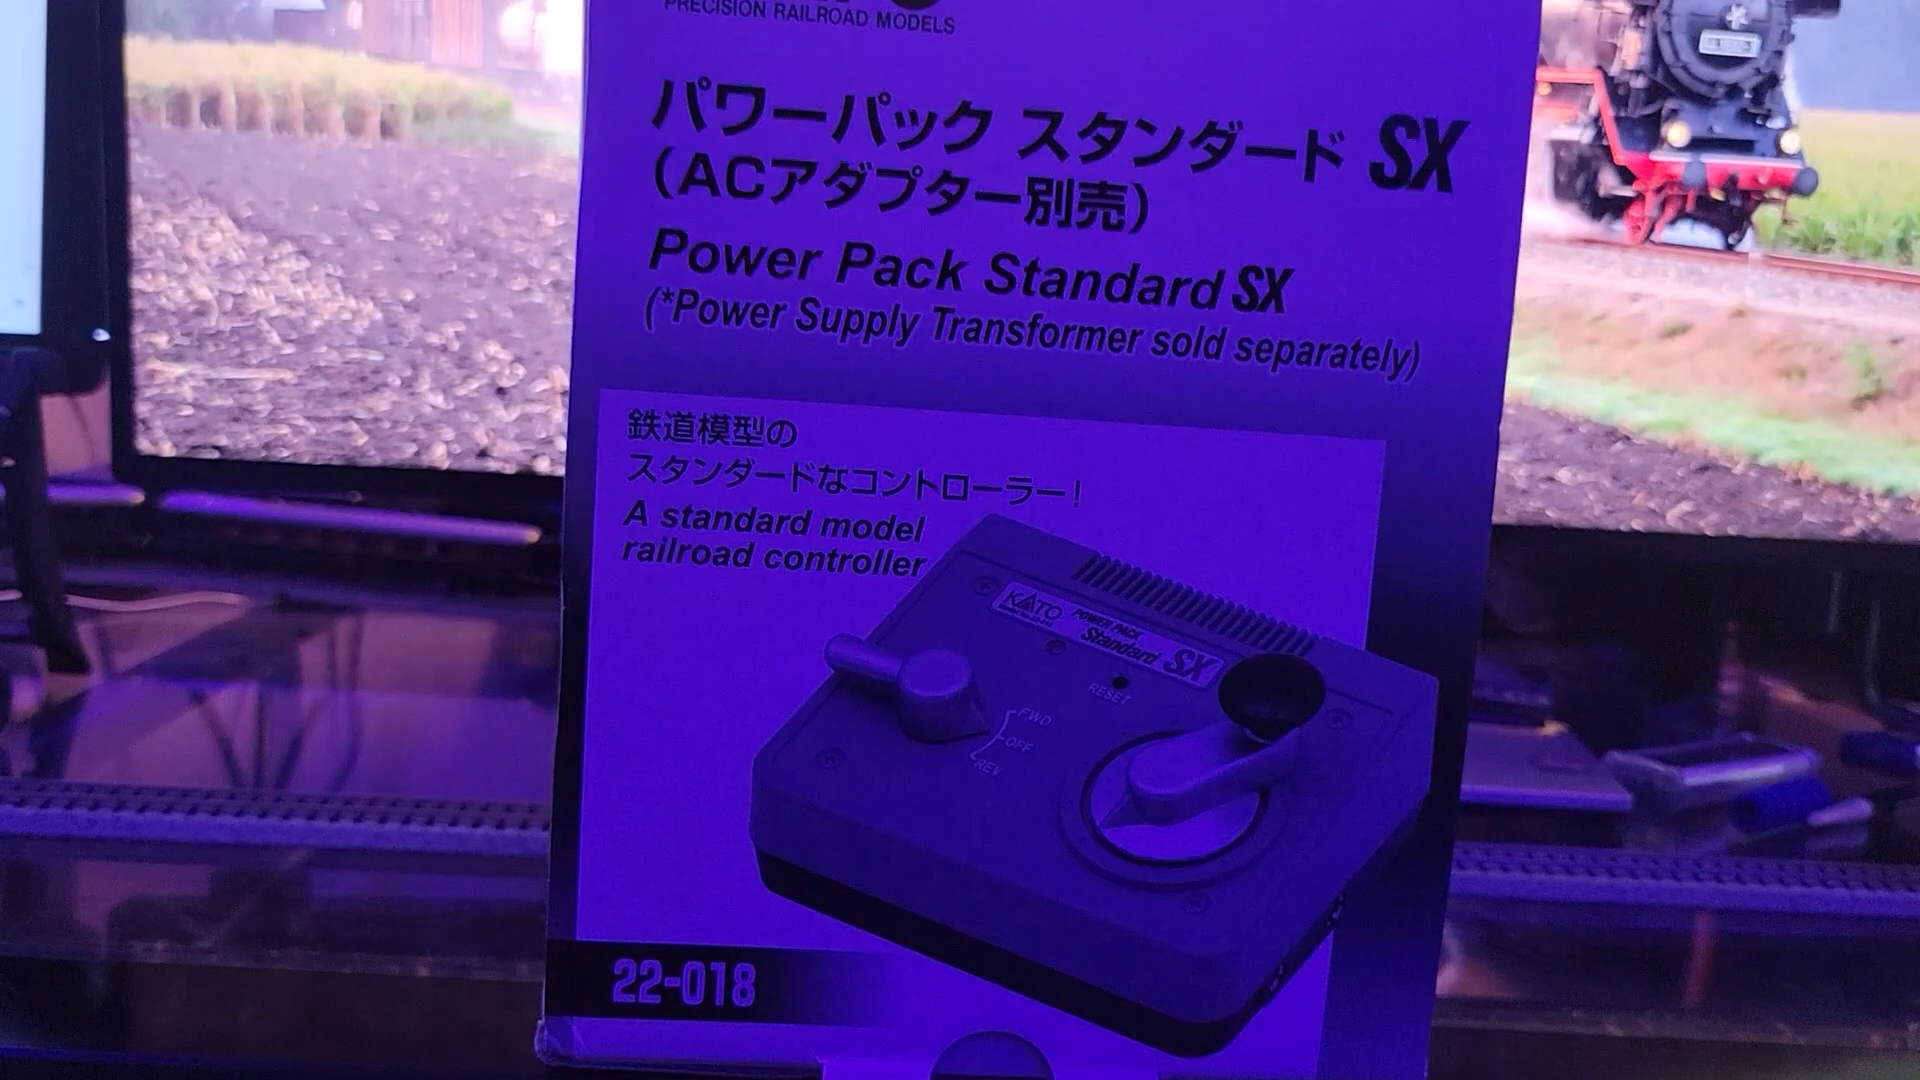 PRECISION RAILROAD MODELS
パワーパック スタンダード SX
(ACアダプター別売)
Power Pack Standard SX
(*Power Supply Transformer sold separately)
鉄道模型の
スタンダードなコントローラー!
A standard model
railroad controller
KATO
POWER PACK
Standard SX
RESET
FWD
OFF
REV
22-018